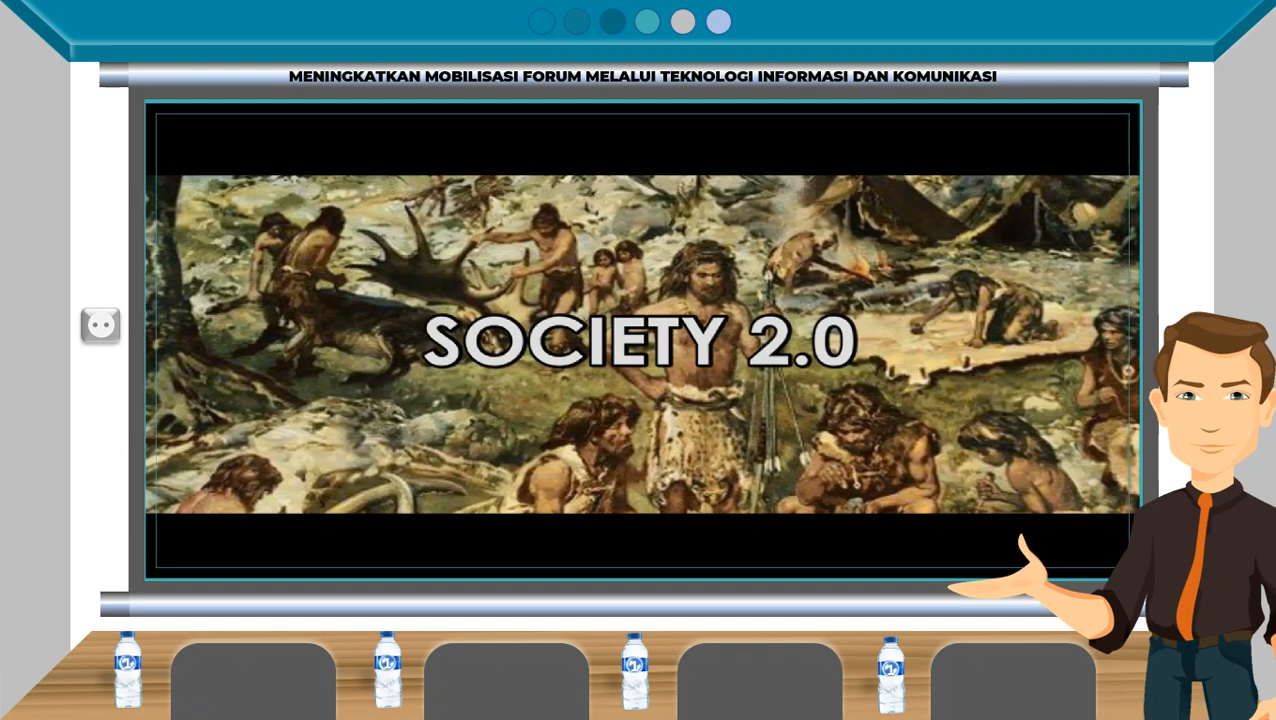 MENINGKATKAN MOBILISASI FORUM MELALUI TEKNOLOGI INFORMASI DAN KOMUNIKASI
SOCIETY 2.0